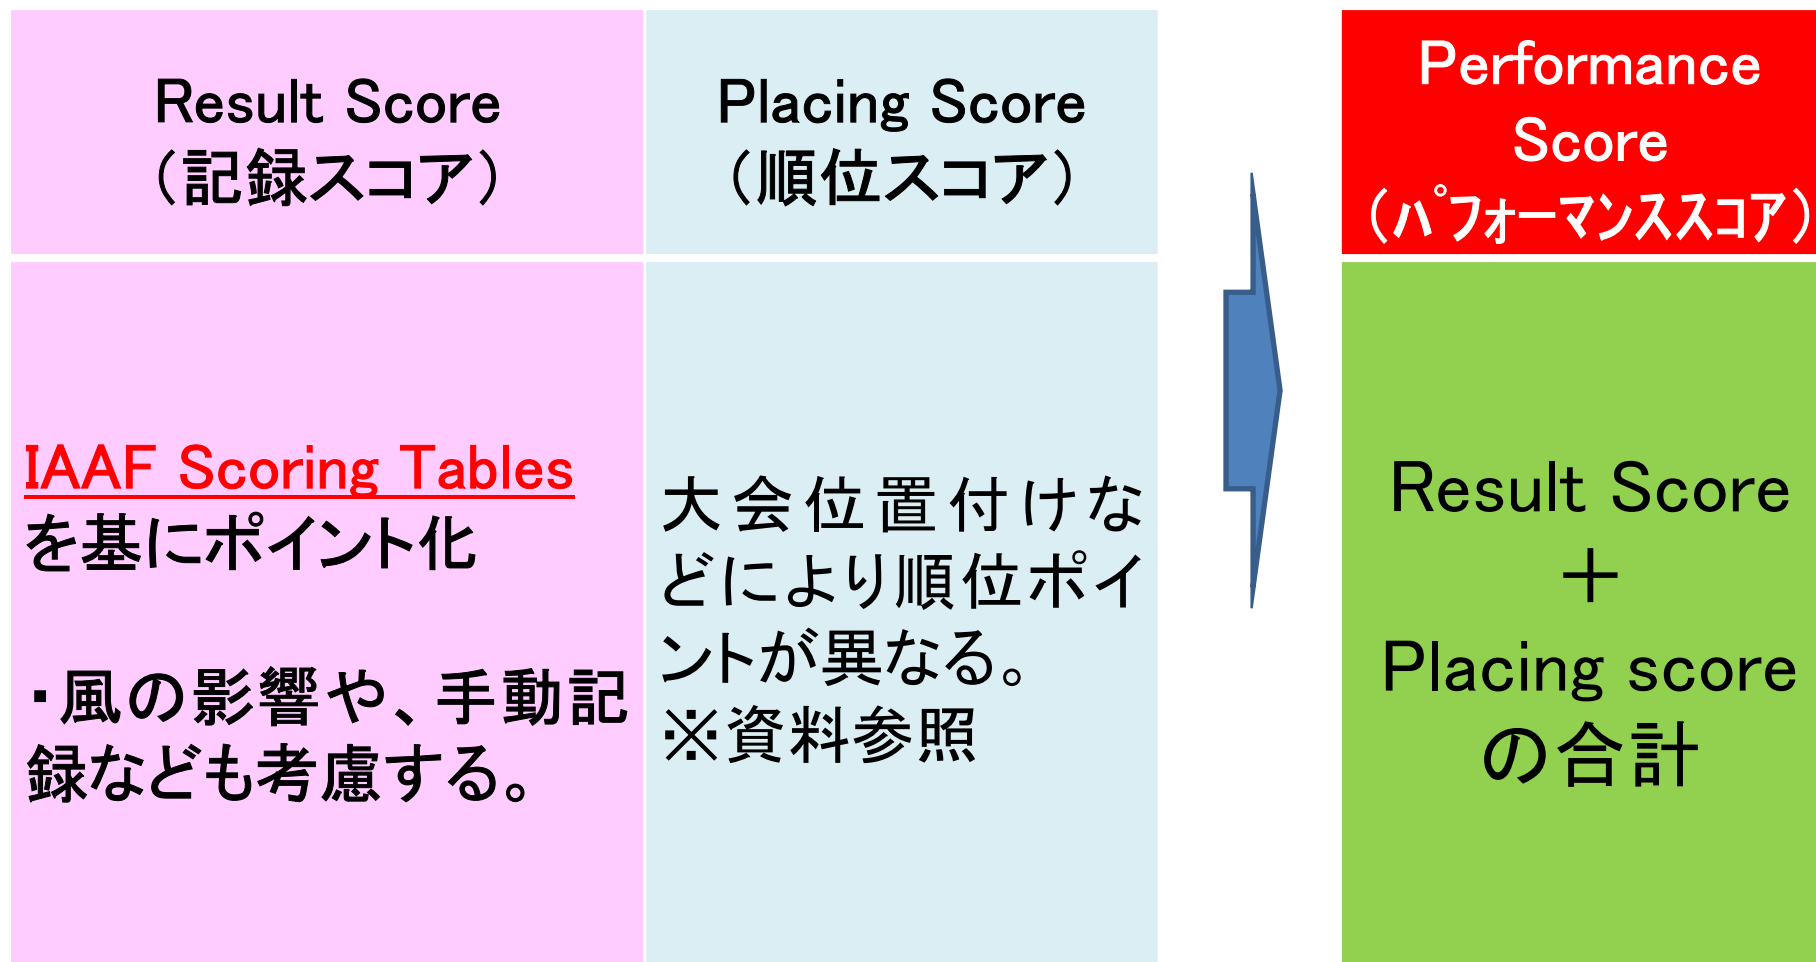 Result Score
（記録スコア）
Placing Score
（順位スコア）
Performance
Score
（パフォーマンススコア）
IAAF Scoring Tables
を基にポイント化
・風の影響や、手動記
録なども考慮する。
大会位置付けな
どにより順位ポイ
ントが異なる。
※資料参照
Result Score
＋
Placing score
の合計